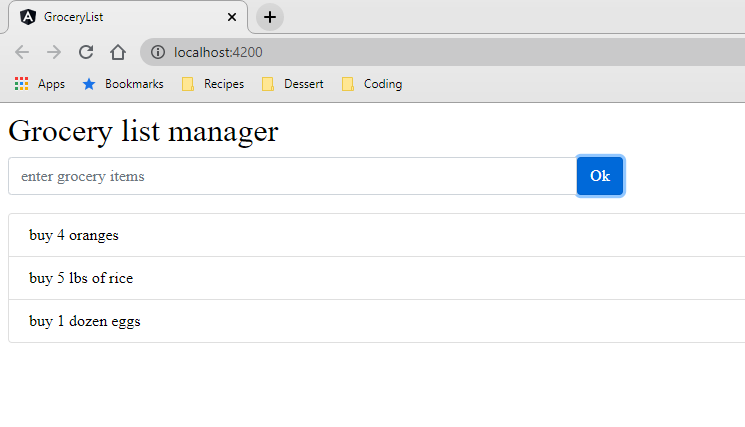 GroceryList
localhost:4200
Apps Bookmarks Recipes Dessert Coding
Grocery list manager
enter grocery items Ok
buy 4 oranges
buy 5 lbs of rice
buy 1 dozen eggs